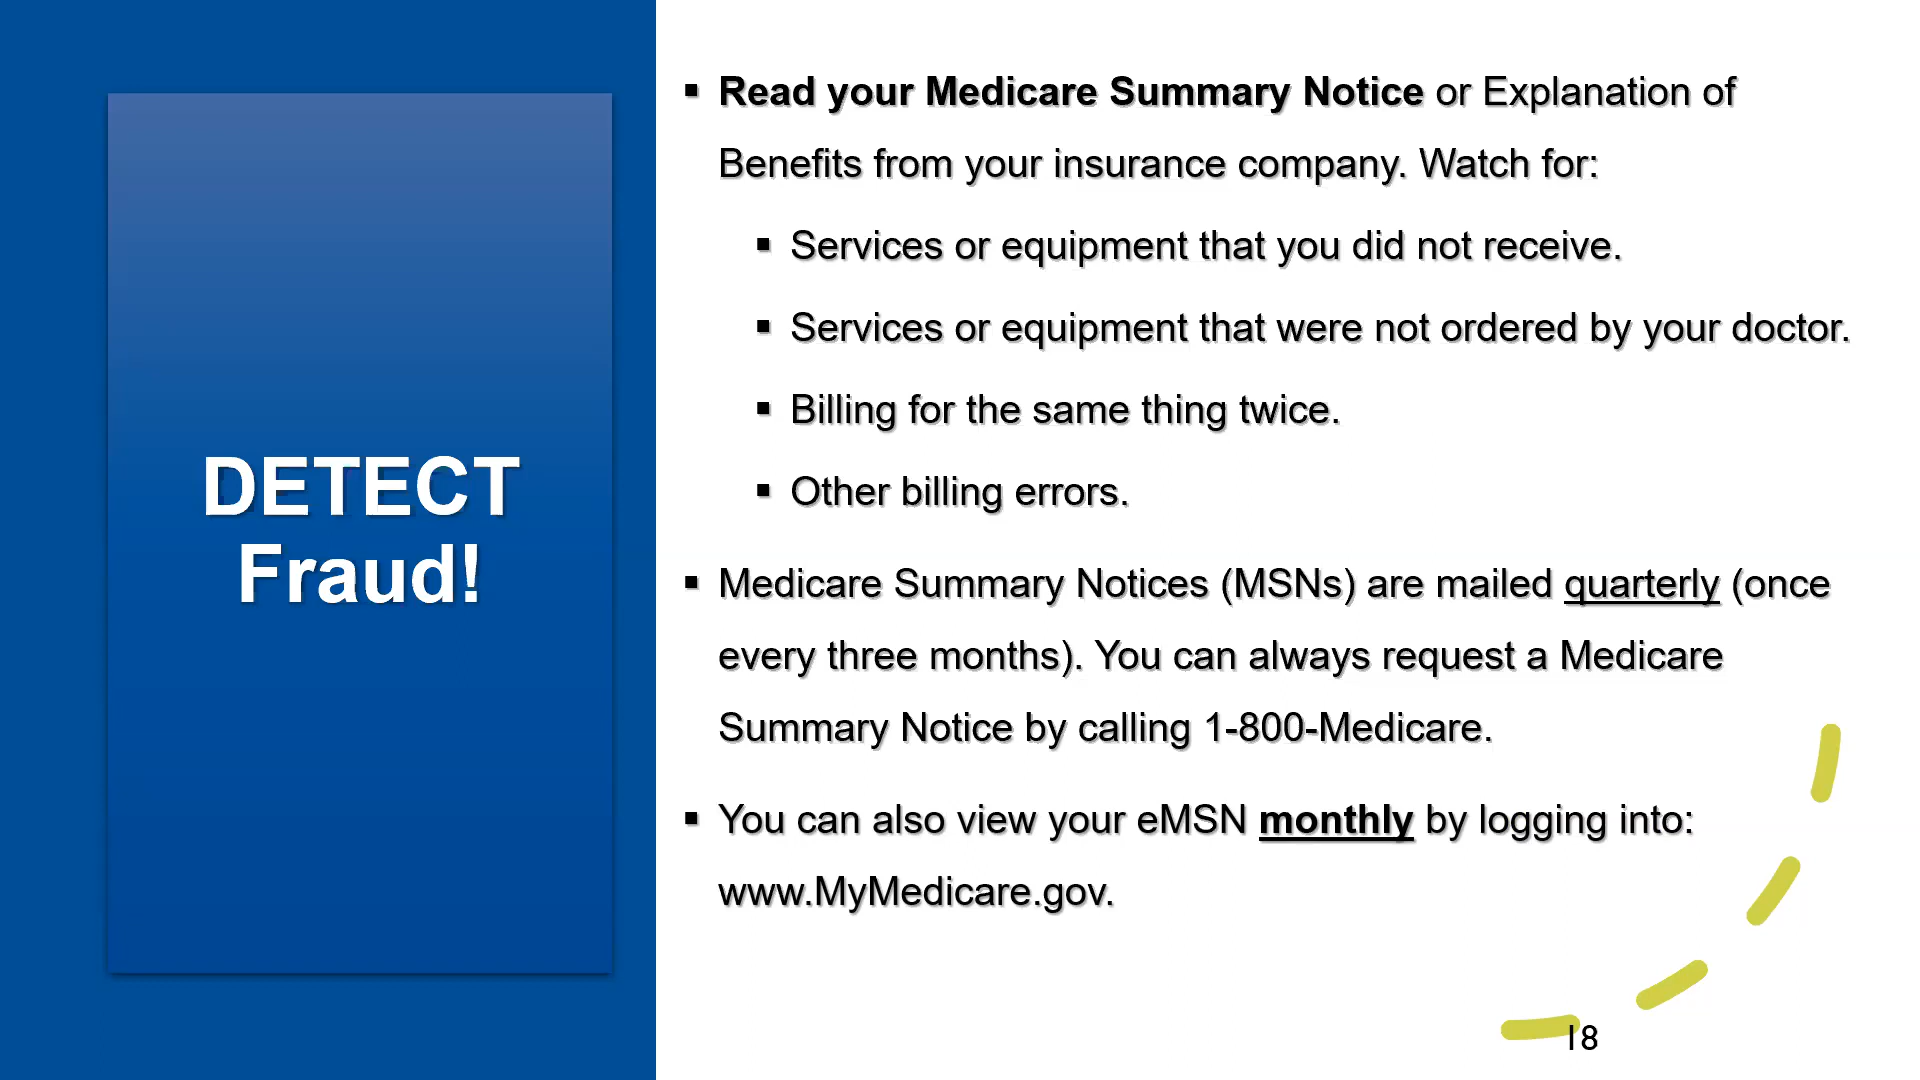 DETECT
Fraud!
▪ Read your Medicare Summary Notice or Explanation of
Benefits from your insurance company. Watch for:
▪ Services or equipment that you did not receive.
▪ Services or equipment that were not ordered by your doctor.
▪ Billing for the same thing twice.
▪ Other billing errors.
▪ Medicare Summary Notices (MSNs) are mailed quarterly (once
every three months). You can always request a Medicare
Summary Notice by calling 1-800-Medicare.
▪ You can also view your eMSN monthly by logging into:
www.MyMedicare.gov.
18